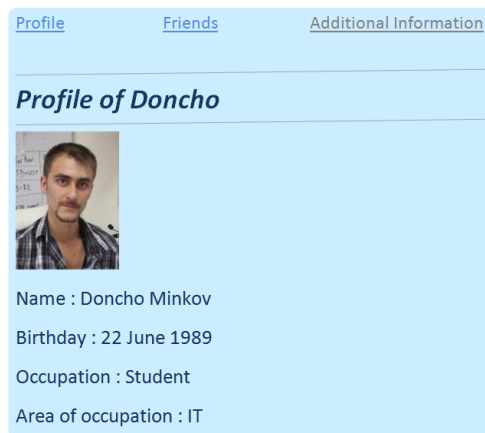 Profile Friends Additional Information
Profile of Doncho
Name : Doncho Minkov
Birthday : 22 June 1989
Occupation : Student
Area of occupation : IT